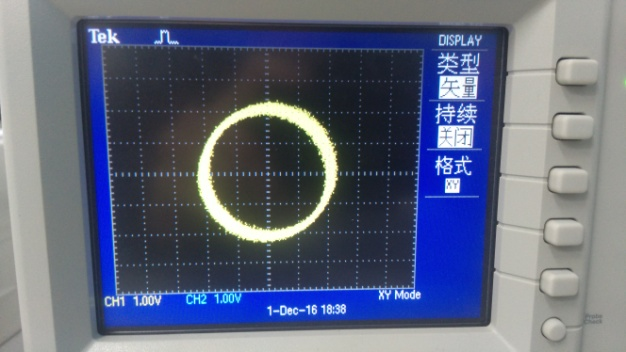 Tek
DISPLAY
类型
矢量
持续
关闭
格式
XY
CH1 1.00V CH2 1.00V XY Mode
1-Dec-16 18:38